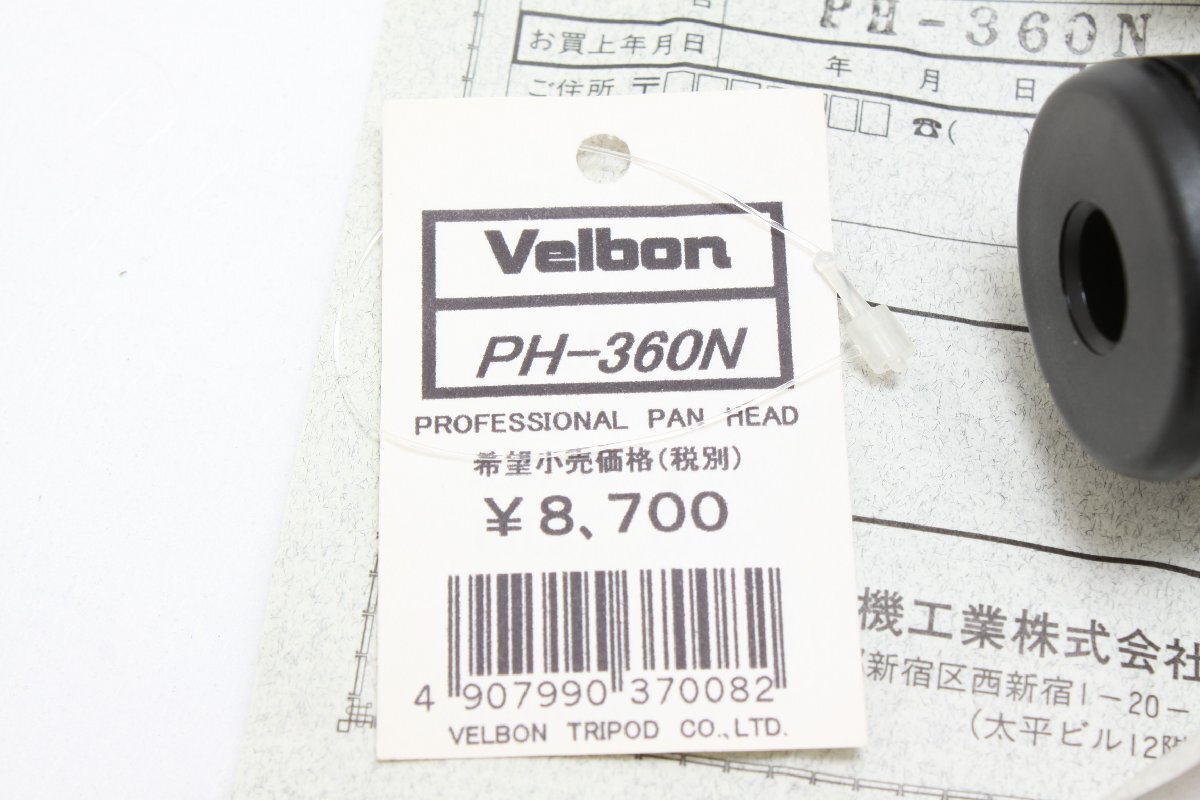 PH-360N
お買上年月日
年 月 日
ご住所 〒
☎(
Velbon
PH-360N
PROFESSIONAL PAN HEAD
希望小売価格(税別)
¥8、700
4 907990 370082
VELBON TRIPOD CO.,LTD.
機工業株式会社
新宿区西新宿1-20-
(太平ビル12